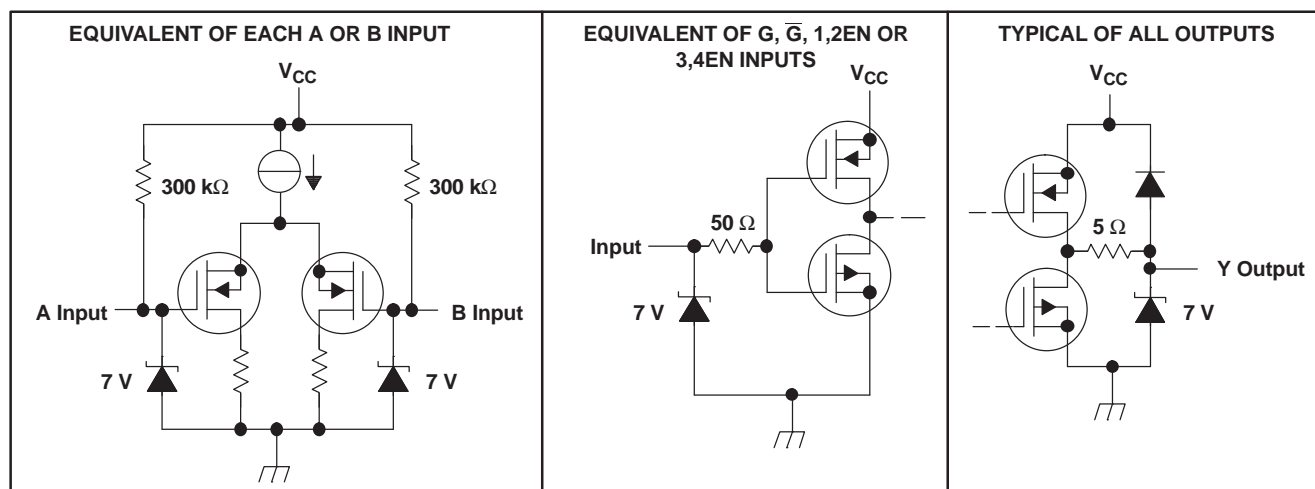 EQUIVALENT OF EACH A OR B INPUT
VCC
300 kΩ
300 kΩ
A Input
B Input
7 V
7 V
EQUIVALENT OF G, G̅, 1,2EN OR
3,4EN INPUTS
VCC
50 Ω
Input
7 V
TYPICAL OF ALL OUTPUTS
VCC
5 Ω
Y Output
7 V